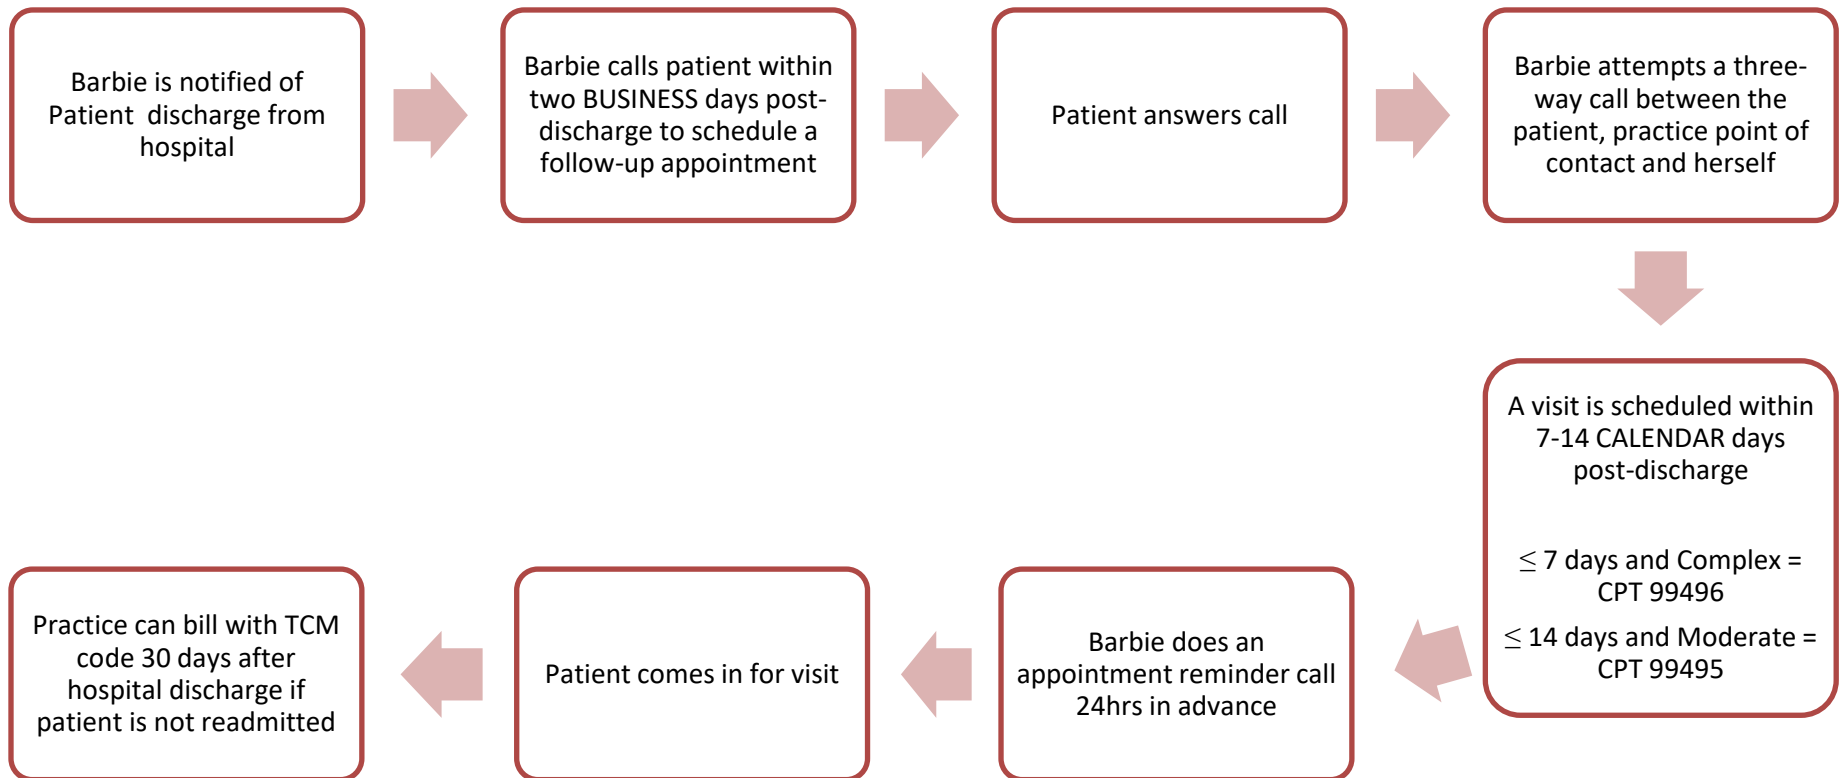 Barbie is notified of
Patient  discharge from
hospital
Barbie calls patient within
two BUSINESS days post-
discharge to schedule a
follow-up appointment
Patient answers call
Barbie attempts a three-
way call between the
patient, practice point of
contact and herself
A visit is scheduled within
7-14 CALENDAR days
post-discharge
≤ 7 days and Complex =
CPT 99496
≤ 14 days and Moderate =
CPT 99495
Barbie does an
appointment reminder call
24hrs in advance
Patient comes in for visit
Practice can bill with TCM
code 30 days after
hospital discharge if
patient is not readmitted